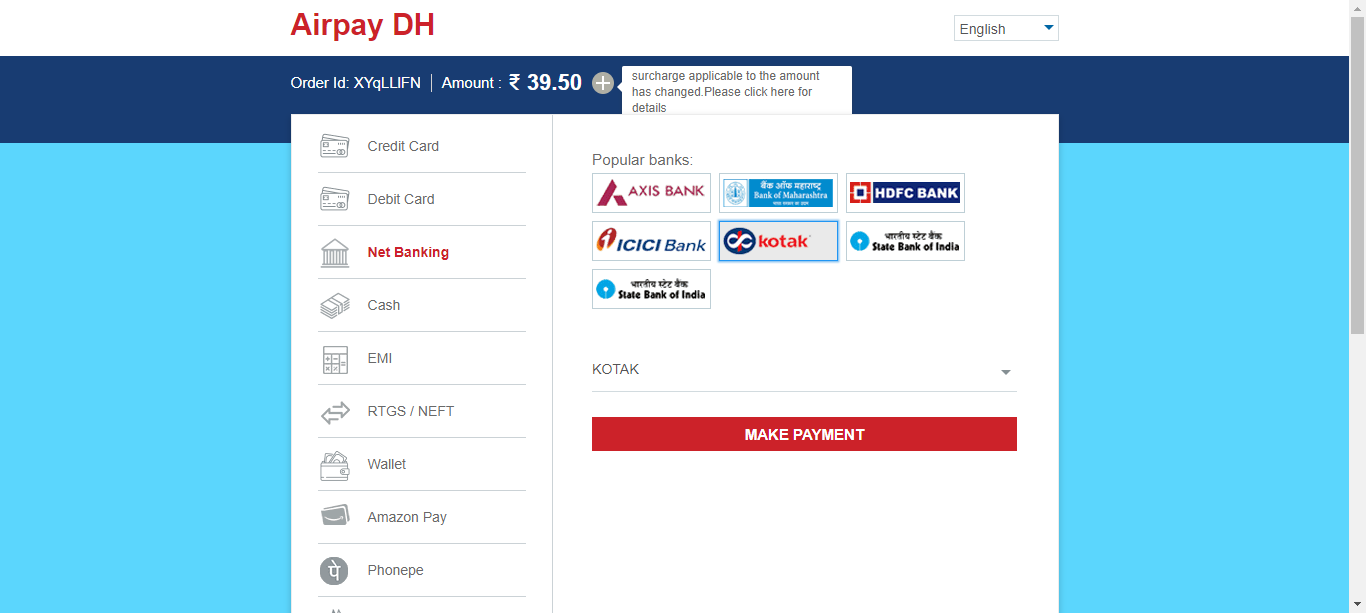 Airpay DH
English
Order Id: XYqLLIFN
Amount : ₹ 39.50
surcharge applicable to the amount
has changed.Please click here for
details
Credit Card
Debit Card
Net Banking
Cash
EMI
RTGS / NEFT
Wallet
Amazon Pay
Phonepe
Popular banks:
AXIS BANK
बैंक ऑफ महाराष्ट्र
Bank of Maharashtra
HDFC BANK
ICICI Bank
kotak
भारतीय स्टेट बैंक
State Bank of India
भारतीय स्टेट बैंक
State Bank of India
KOTAK
MAKE PAYMENT